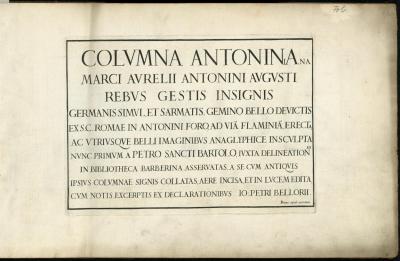 COLVMNA ANTONINIANA
MARCI AVRELII ANTONINI AVGVSTI
REBVS GESTIS INSIGNIS
GERMANIS SIMVL, ET SARMATIS, GEMINO BELLO DEVICTIS
EX S.C. ROMAE IN ANTONINI FORO, AD VIĀ FLAMINIĀ, ERECTA,
AC VTRIVSQVE BELLI IMAGINIBVS ANAGLYPHICE INSCVLPTA
NVNC PRIMVM A PETRO SANCTI BARTOLO, IVXTA DELINEATIONES
IN BIBLIOTHECA BARBERINA ASSERVATAS, A SE CVM ANTIQVIS
IPSIVS COLVMNAE SIGNIS COLLATAS, AERE INCISA, ET IN LVCEM EDITA
CVM NOTIS EXCERPTIS EX DECLARATIONIBVS IO: PETRI BELLORII.